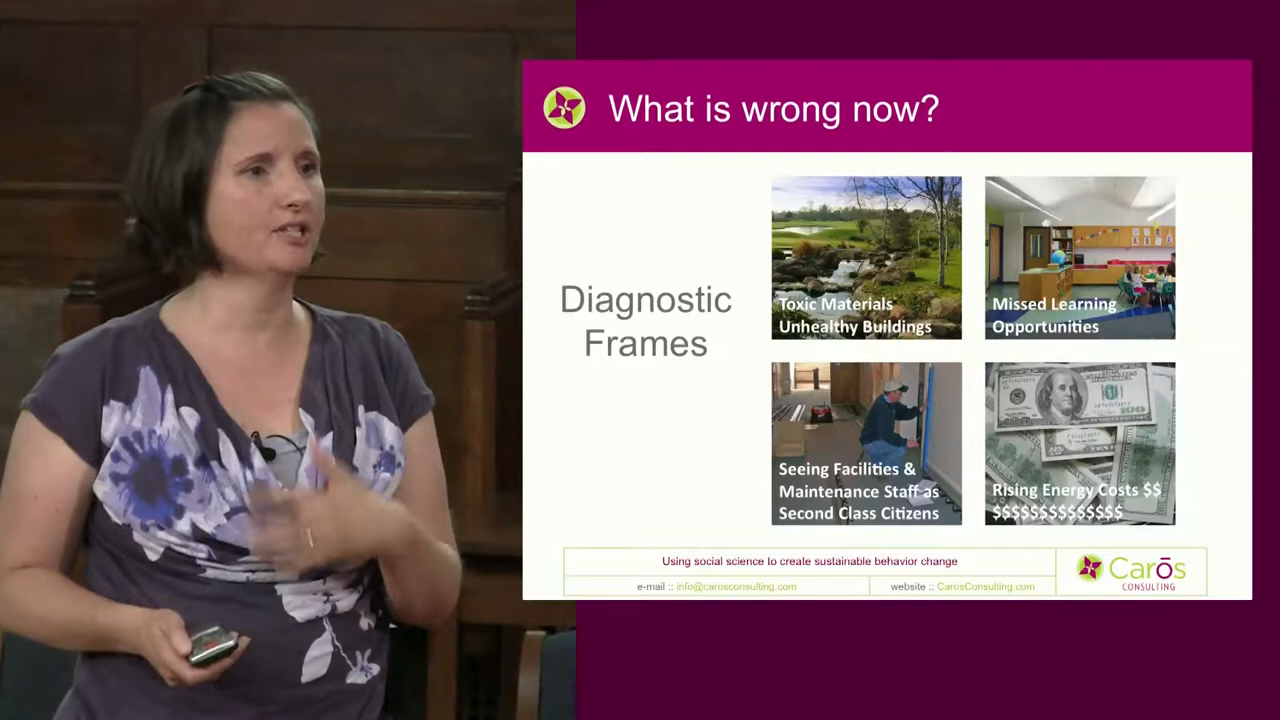 What is wrong now?
Diagnostic
Frames
Toxic Materials
Unhealthy Buildings
Missed Learning
Opportunities
Seeing Facilities &
Maintenance Staff as
Second Class Citizens
Rising Energy Costs $$
$$$$$$$$$$$$$$
Using social science to create sustainable behavior change
e-mail :: info@carosconsulting.com
website :: CarosConsulting.com
Carōs
CONSULTING